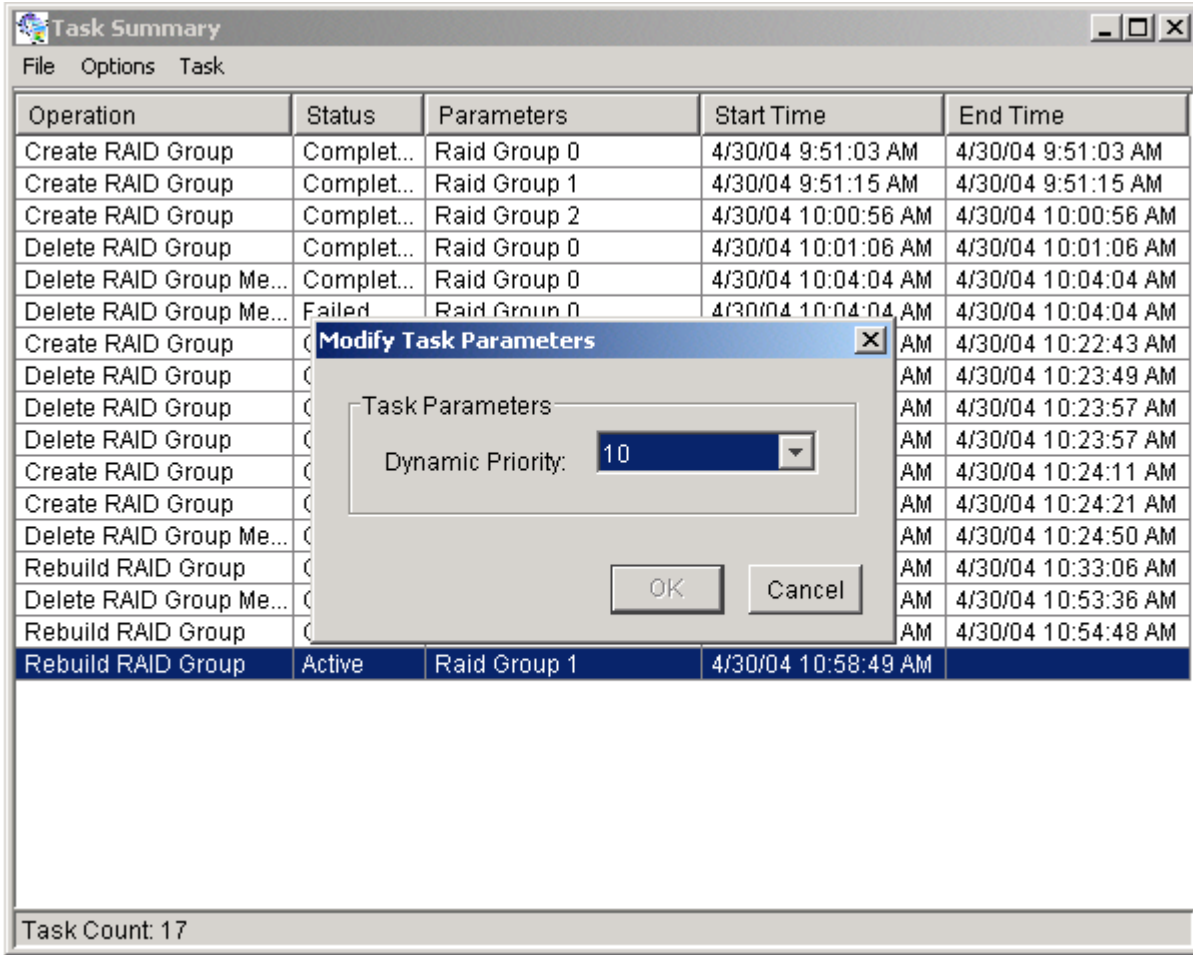 Task Summary
File Options Task
Operation Status Parameters Start Time End Time
Create RAID Group Complet... Raid Group 0 4/30/04 9:51:03 AM 4/30/04 9:51:03 AM
Create RAID Group Complet... Raid Group 1 4/30/04 9:51:15 AM 4/30/04 9:51:15 AM
Create RAID Group Complet... Raid Group 2 4/30/04 10:00:56 AM 4/30/04 10:00:56 AM
Delete RAID Group Complet... Raid Group 0 4/30/04 10:01:06 AM 4/30/04 10:01:06 AM
Delete RAID Group Me... Complet... Raid Group 0 4/30/04 10:04:04 AM 4/30/04 10:04:04 AM
Delete RAID Group Me... Failed Raid Group 0 4/30/04 10:04:04 AM 4/30/04 10:04:04 AM
Create RAID Group AM 4/30/04 10:22:43 AM
Delete RAID Group AM 4/30/04 10:23:49 AM
Delete RAID Group AM 4/30/04 10:23:57 AM
Delete RAID Group AM 4/30/04 10:23:57 AM
Create RAID Group AM 4/30/04 10:24:11 AM
Create RAID Group AM 4/30/04 10:24:21 AM
Delete RAID Group Me... AM 4/30/04 10:24:50 AM
Rebuild RAID Group AM 4/30/04 10:33:06 AM
Delete RAID Group Me... AM 4/30/04 10:53:36 AM
Rebuild RAID Group AM 4/30/04 10:54:48 AM
Rebuild RAID Group Active Raid Group 1 4/30/04 10:58:49 AM
Modify Task Parameters
Task Parameters
Dynamic Priority: 10
OK Cancel
Task Count: 17